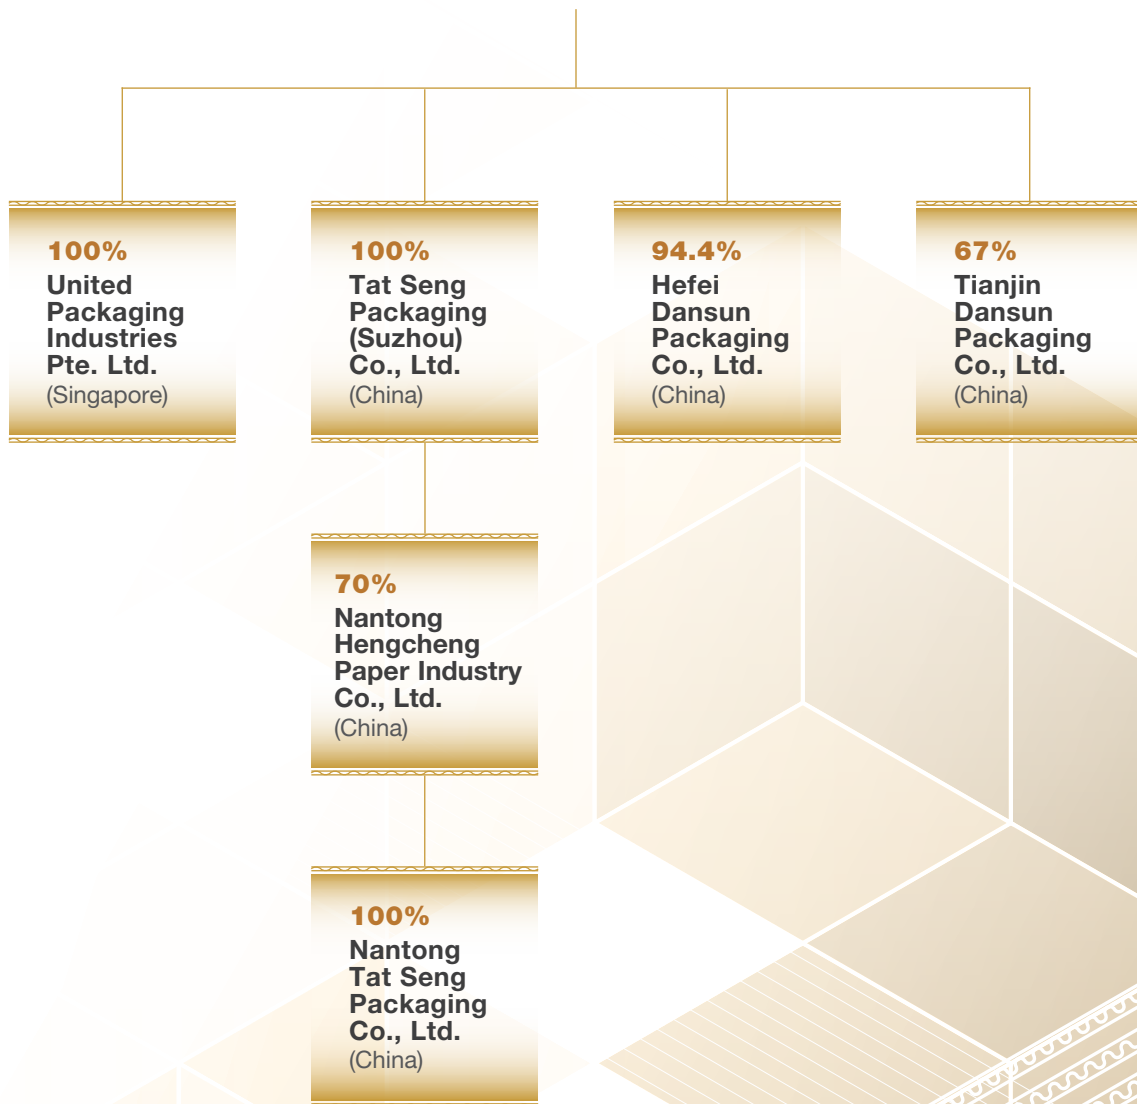 100%
United
Packaging
Industries
Pte. Ltd.
(Singapore)
100%
Tat Seng
Packaging
(Suzhou)
Co., Ltd.
(China)
94.4%
Hefei
Dansun
Packaging
Co., Ltd.
(China)
67%
Tianjin
Dansun
Packaging
Co., Ltd.
(China)
70%
Nantong
Hengcheng
Paper Industry
Co., Ltd.
(China)
100%
Nantong
Tat Seng
Packaging
Co., Ltd.
(China)